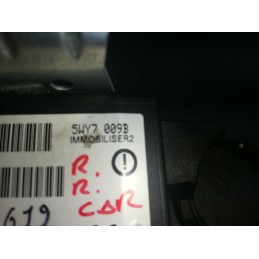 5WY7 009B
IMMOBILISER2
R.
R.
CAR
619